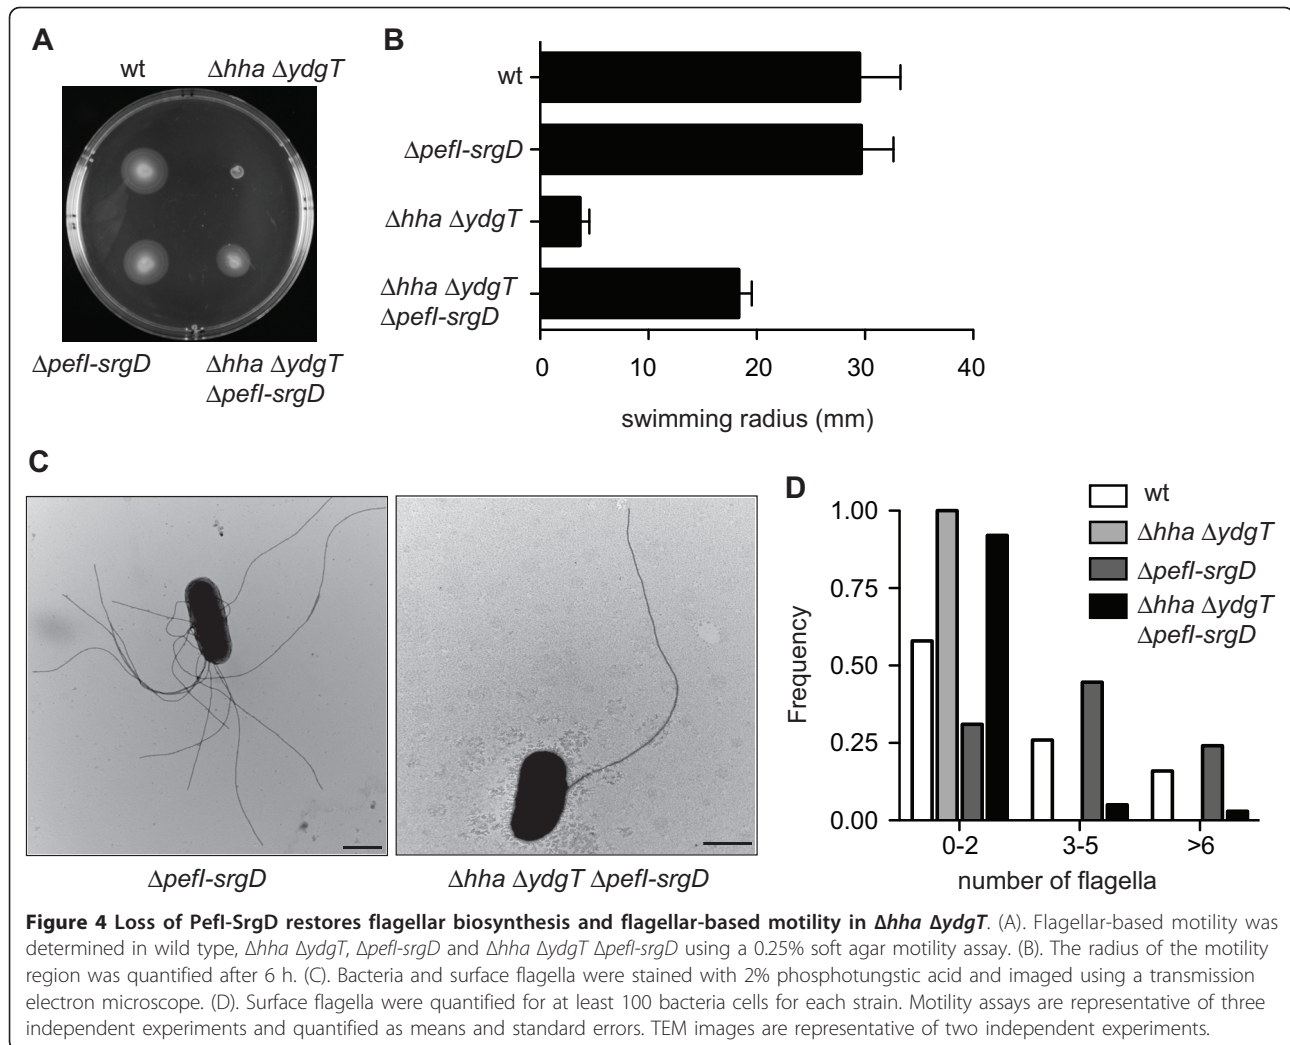 A
wt
Δhha ΔydgT
ΔpefI-srgD
Δhha ΔydgT
ΔpefI-srgD
B
wt
ΔpefI-srgD
Δhha ΔydgT
Δhha ΔydgT
ΔpefI-srgD
0 10 20 30 40
swimming radius (mm)
C
ΔpefI-srgD
Δhha ΔydgT ΔpefI-srgD
D
wt
Δhha ΔydgT
ΔpefI-srgD
Δhha ΔydgT
ΔpefI-srgD
Frequency
1.00
0.75
0.50
0.25
0.00
0-2 3-5 >6
number of flagella
Figure 4 Loss of PefI-SrgD restores flagellar biosynthesis and flagellar-based motility in Δhha ΔydgT. (A). Flagellar-based motility was
determined in wild type, Δhha ΔydgT, ΔpefI-srgD and Δhha ΔydgT ΔpefI-srgD using a 0.25% soft agar motility assay. (B). The radius of the motility
region was quantified after 6 h. (C). Bacteria and surface flagella were stained with 2% phosphotungstic acid and imaged using a transmission
electron microscope. (D). Surface flagella were quantified for at least 100 bacteria cells for each strain. Motility assays are representative of three
independent experiments and quantified as means and standard errors. TEM images are representative of two independent experiments.